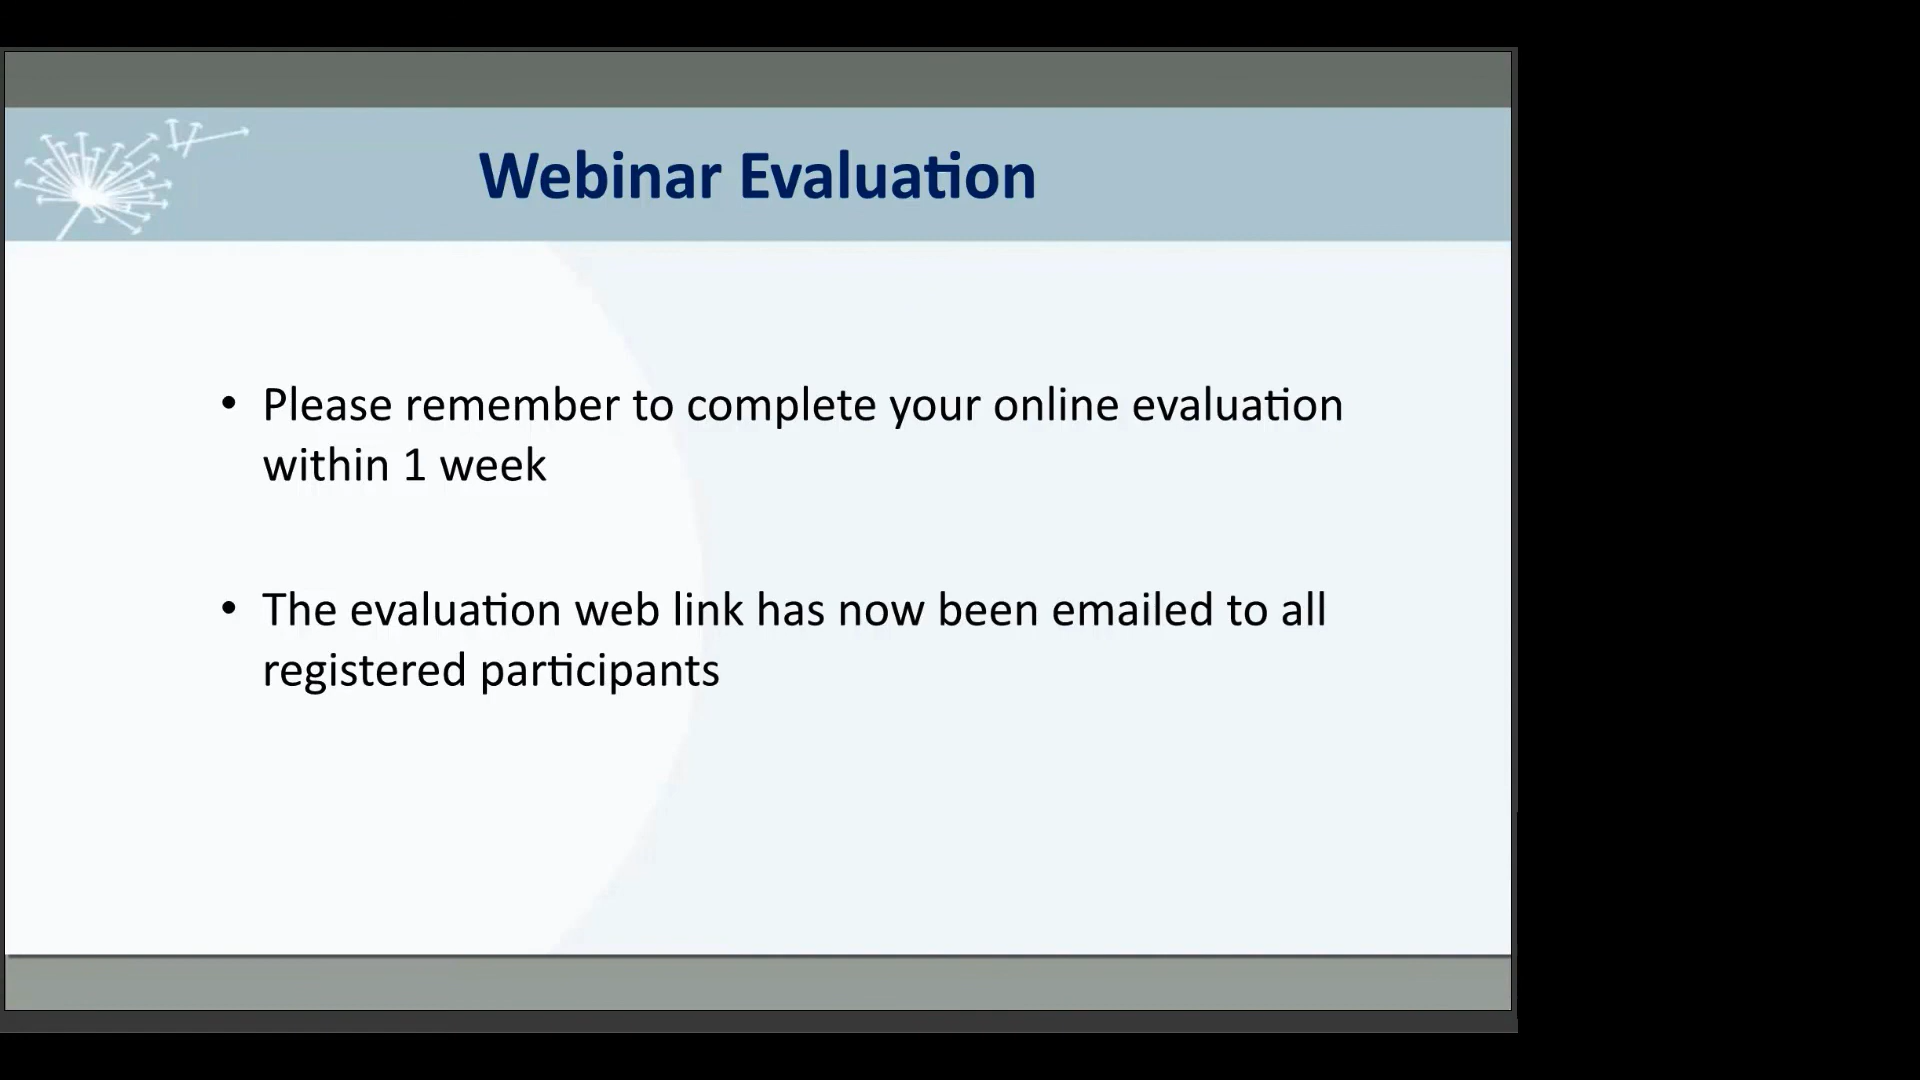 Webinar Evaluation
• Please remember to complete your online evaluation
within 1 week
• The evaluation web link has now been emailed to all
registered participants